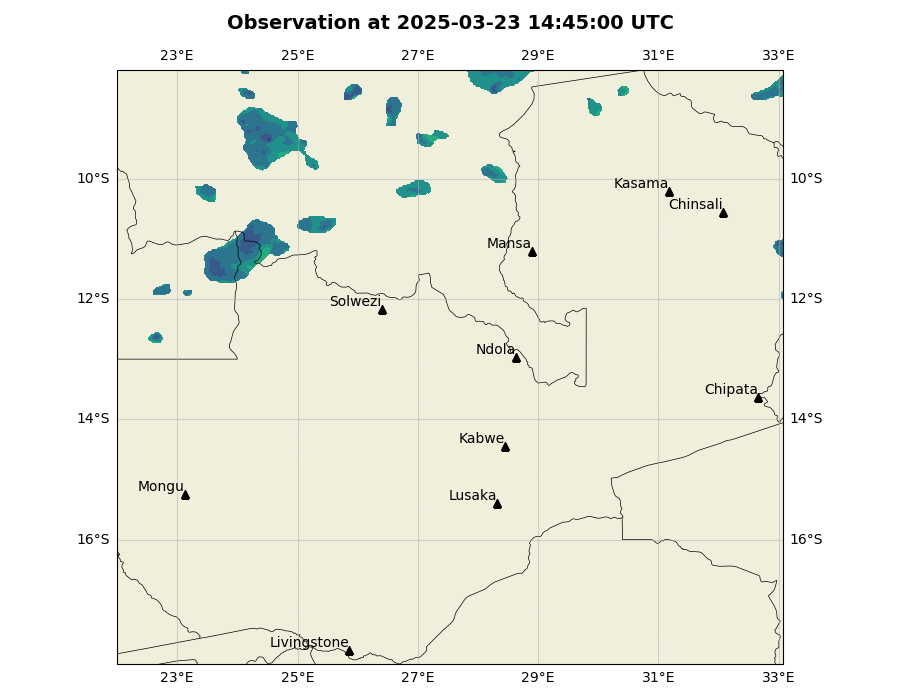 Observation at 2025-03-23 14:45:00 UTC
23°E 25°E 27°E 29°E 31°E 33°E
10°S 10°S
Kasama
Chinsali
Mansa
12°S 12°S
Solwezi
Ndola
Chipata
14°S 14°S
Kabwe
Mongu
Lusaka
16°S 16°S
Livingstone
23°E 25°E 27°E 29°E 31°E 33°E